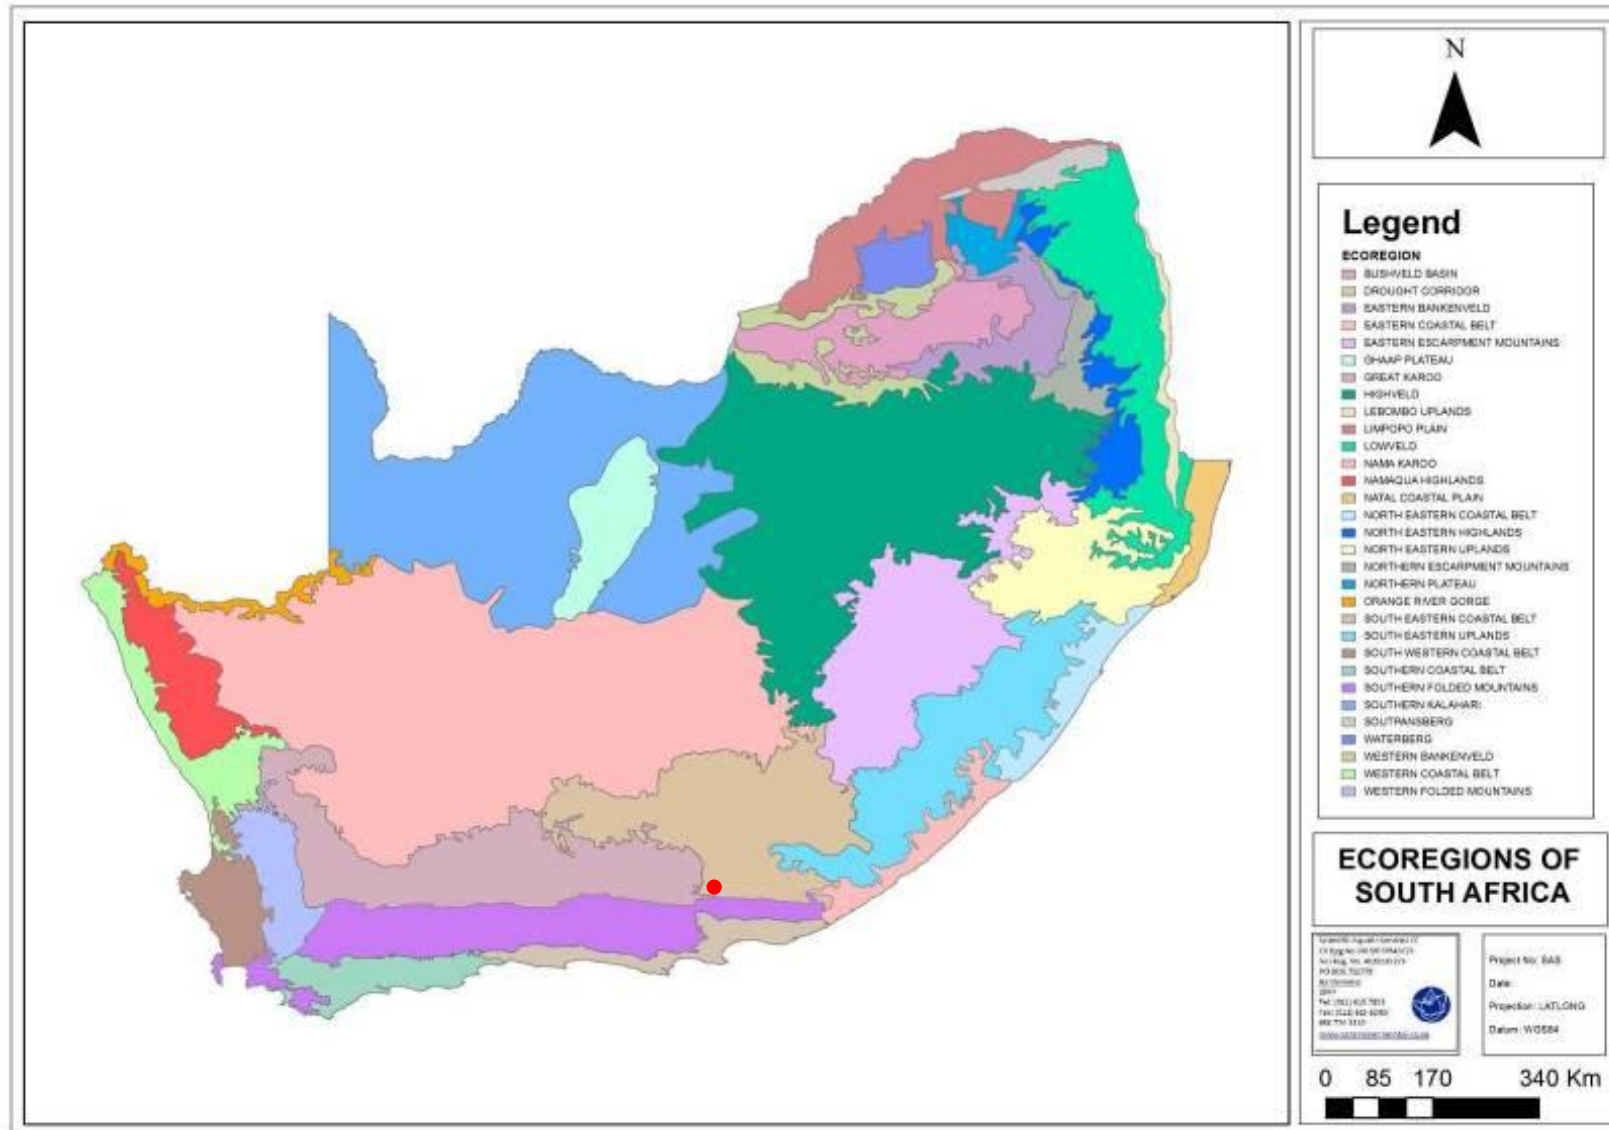 N
Legend
ECOREGION
BUSHVELD BASIN
DROUGHT CORRIDOR
EASTERN BANKENVELD
EASTERN COASTAL BELT
EASTERN ESCARPMENT MOUNTAINS
GHAAP PLATEAU
GREAT KAROO
HIGHVELD
LEBOMBO UPLANDS
LIMPOPO PLAIN
LOWVELD
NAMA KAROO
NAMAQUA HIGHLANDS
NATAL COASTAL PLAIN
NORTH EASTERN COASTAL BELT
NORTH EASTERN HIGHLANDS
NORTH EASTERN UPLANDS
NORTHERN ESCARPMENT MOUNTAINS
NORTHERN PLATEAU
ORANGE RIVER GORGE
SOUTH EASTERN COASTAL BELT
SOUTH EASTERN UPLANDS
SOUTH WESTERN COASTAL BELT
SOUTHERN COASTAL BELT
SOUTHERN FOLDED MOUNTAINS
SOUTHERN KALAHARI
SOUTPANSBERG
WATERBERG
WESTERN BANKENVELD
WESTERN COASTAL BELT
WESTERN FOLDED MOUNTAINS
ECOREGIONS OF
SOUTH AFRICA
Project No: SAS
Date:
Projection: LATLONG
Datum: WGS84
0 85 170 340 Km